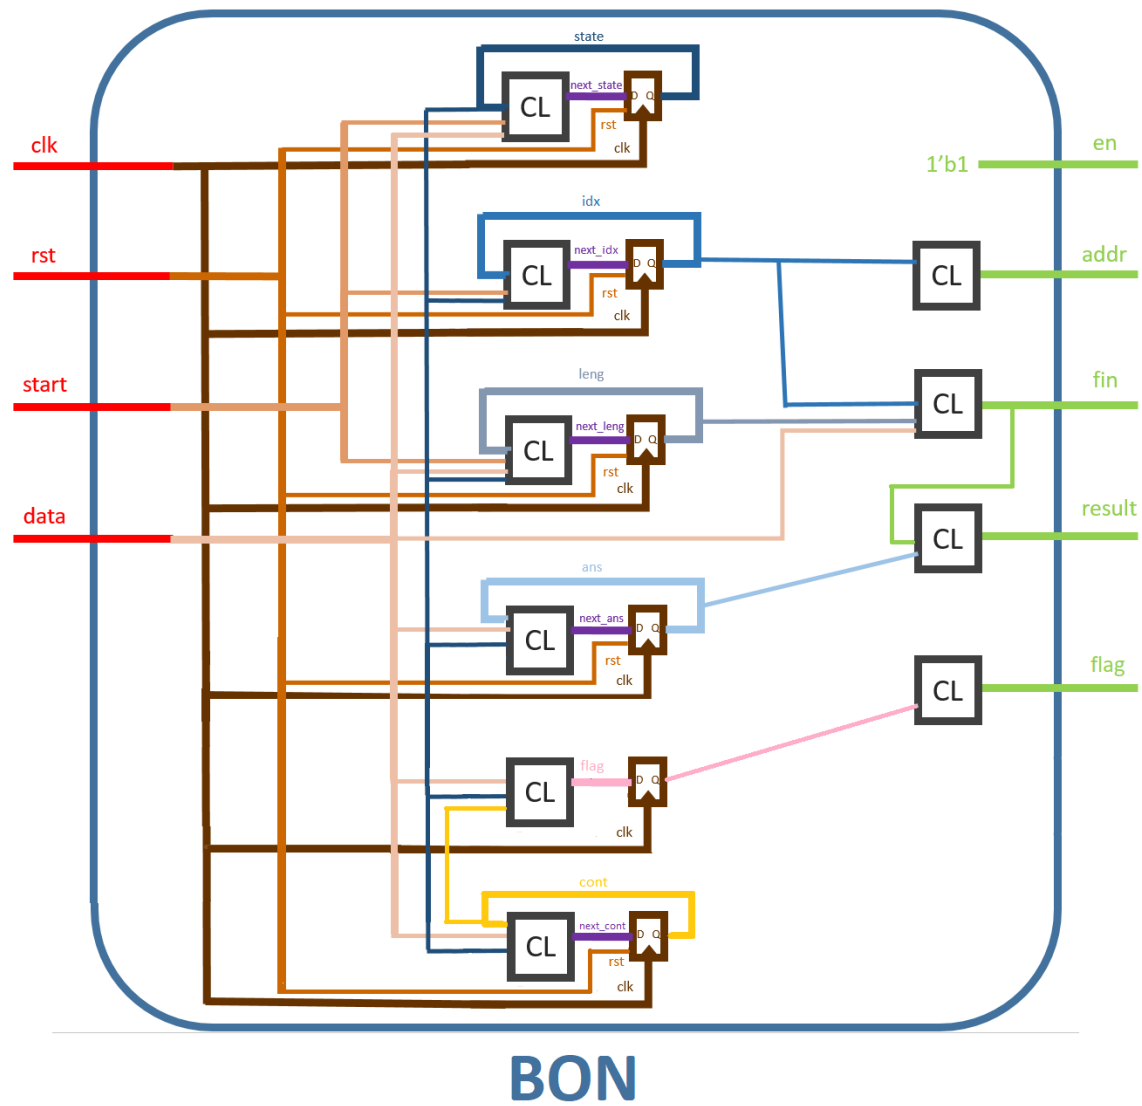 state
CL
next_state
D Q
rst
clk
clk
1'b1
en
idx
CL
next_idx
D Q
rst
clk
rst
CL
addr
leng
CL
next_leng
D Q
rst
clk
start
CL
fin
data
CL
result
ans
CL
next_ans
D Q
rst
clk
CL
flag
CL
flag
D Q
clk
cont
CL
next_cont
D Q
rst
clk
BON